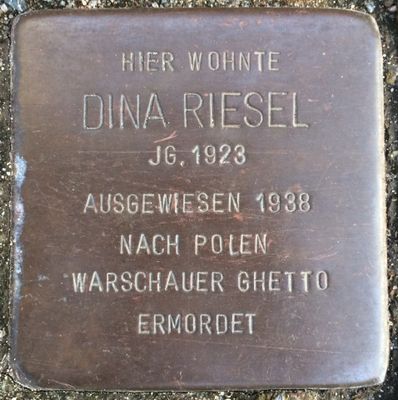 HIER WOHNTE
DINA RIESEL
JG. 1923
AUSGEWIESEN 1938
NACH POLEN
WARSCHAUER GHETTO
ERMORDET